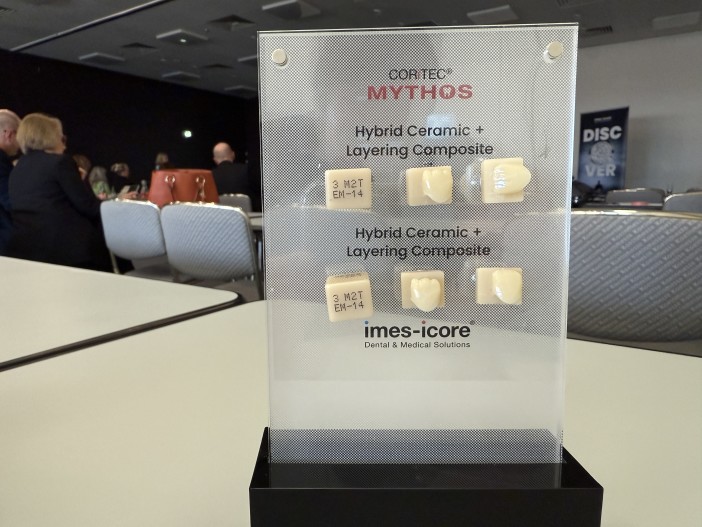 CORiTEC®
MYTHOS
Hybrid Ceramic +
Layering Composite
3 M2T
EM-14
Hybrid Ceramic +
Layering Composite
3 M2T
EM-14
imes-icore®
Dental & Medical Solutions
DISC
VER